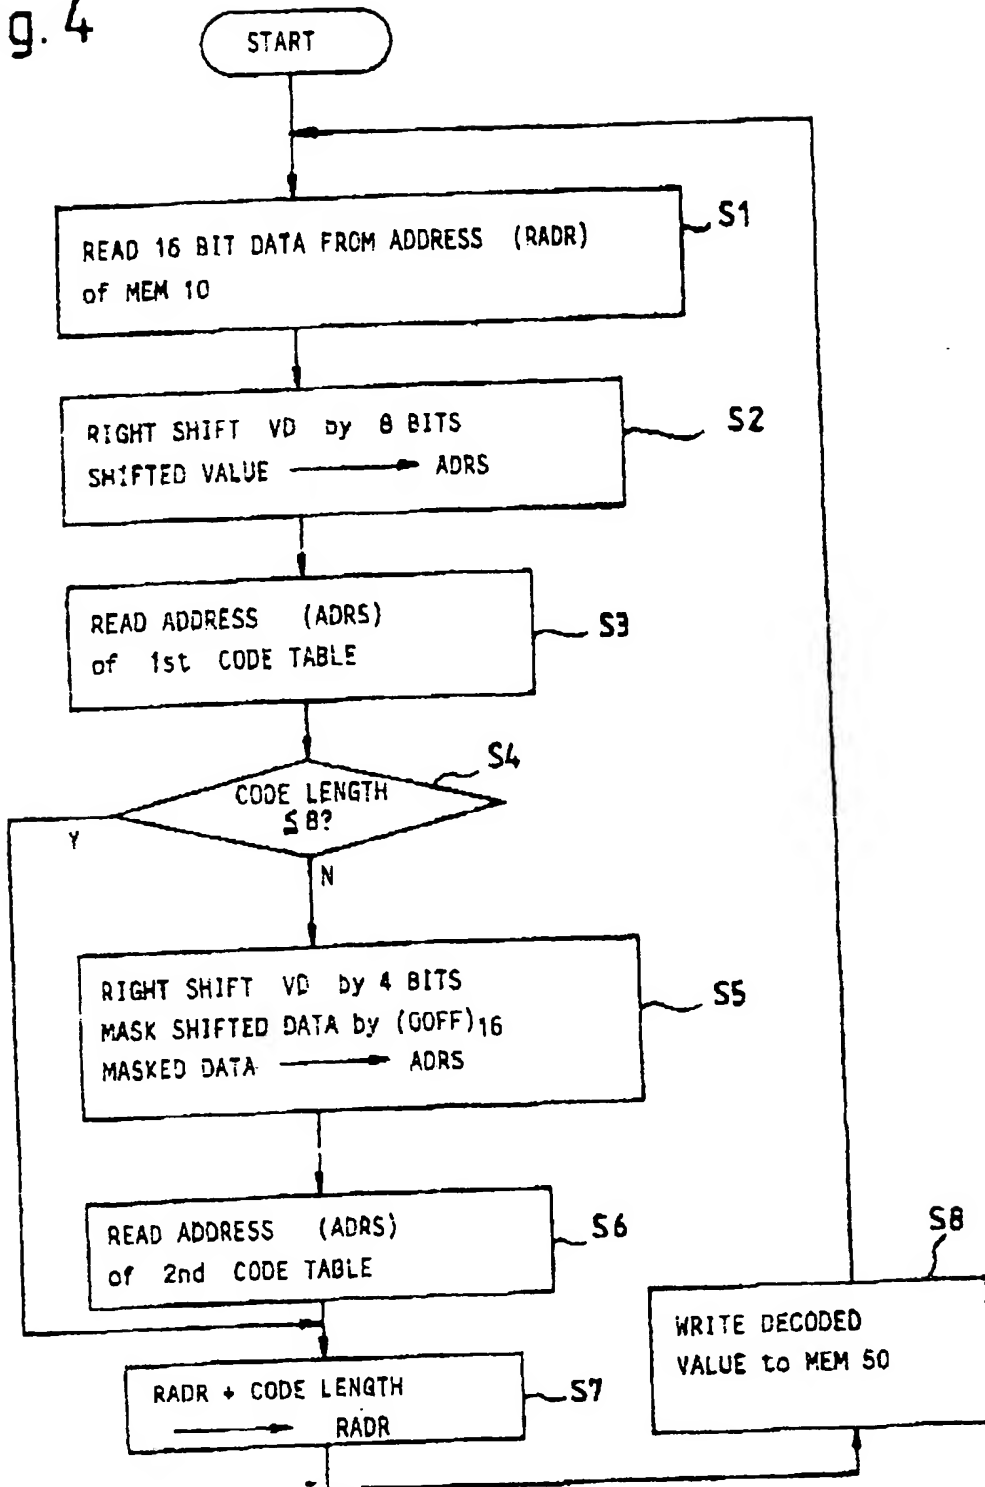 g. 4
START
READ 16 BIT DATA FROM ADDRESS (RADR)
of MEM 10
S1
RIGHT SHIFT VD by 8 BITS
SHIFTED VALUE → ADRS
S2
READ ADDRESS (ADRS)
of 1st CODE TABLE
S3
CODE LENGTH
≤ 8?
S4
Y
N
RIGHT SHIFT VD by 4 BITS
MASK SHIFTED DATA by (00FF)16
MASKED DATA → ADRS
S5
READ ADDRESS (ADRS)
of 2nd CODE TABLE
S6
RADR + CODE LENGTH
→ RADR
S7
WRITE DECODED
VALUE to MEM 50
S8